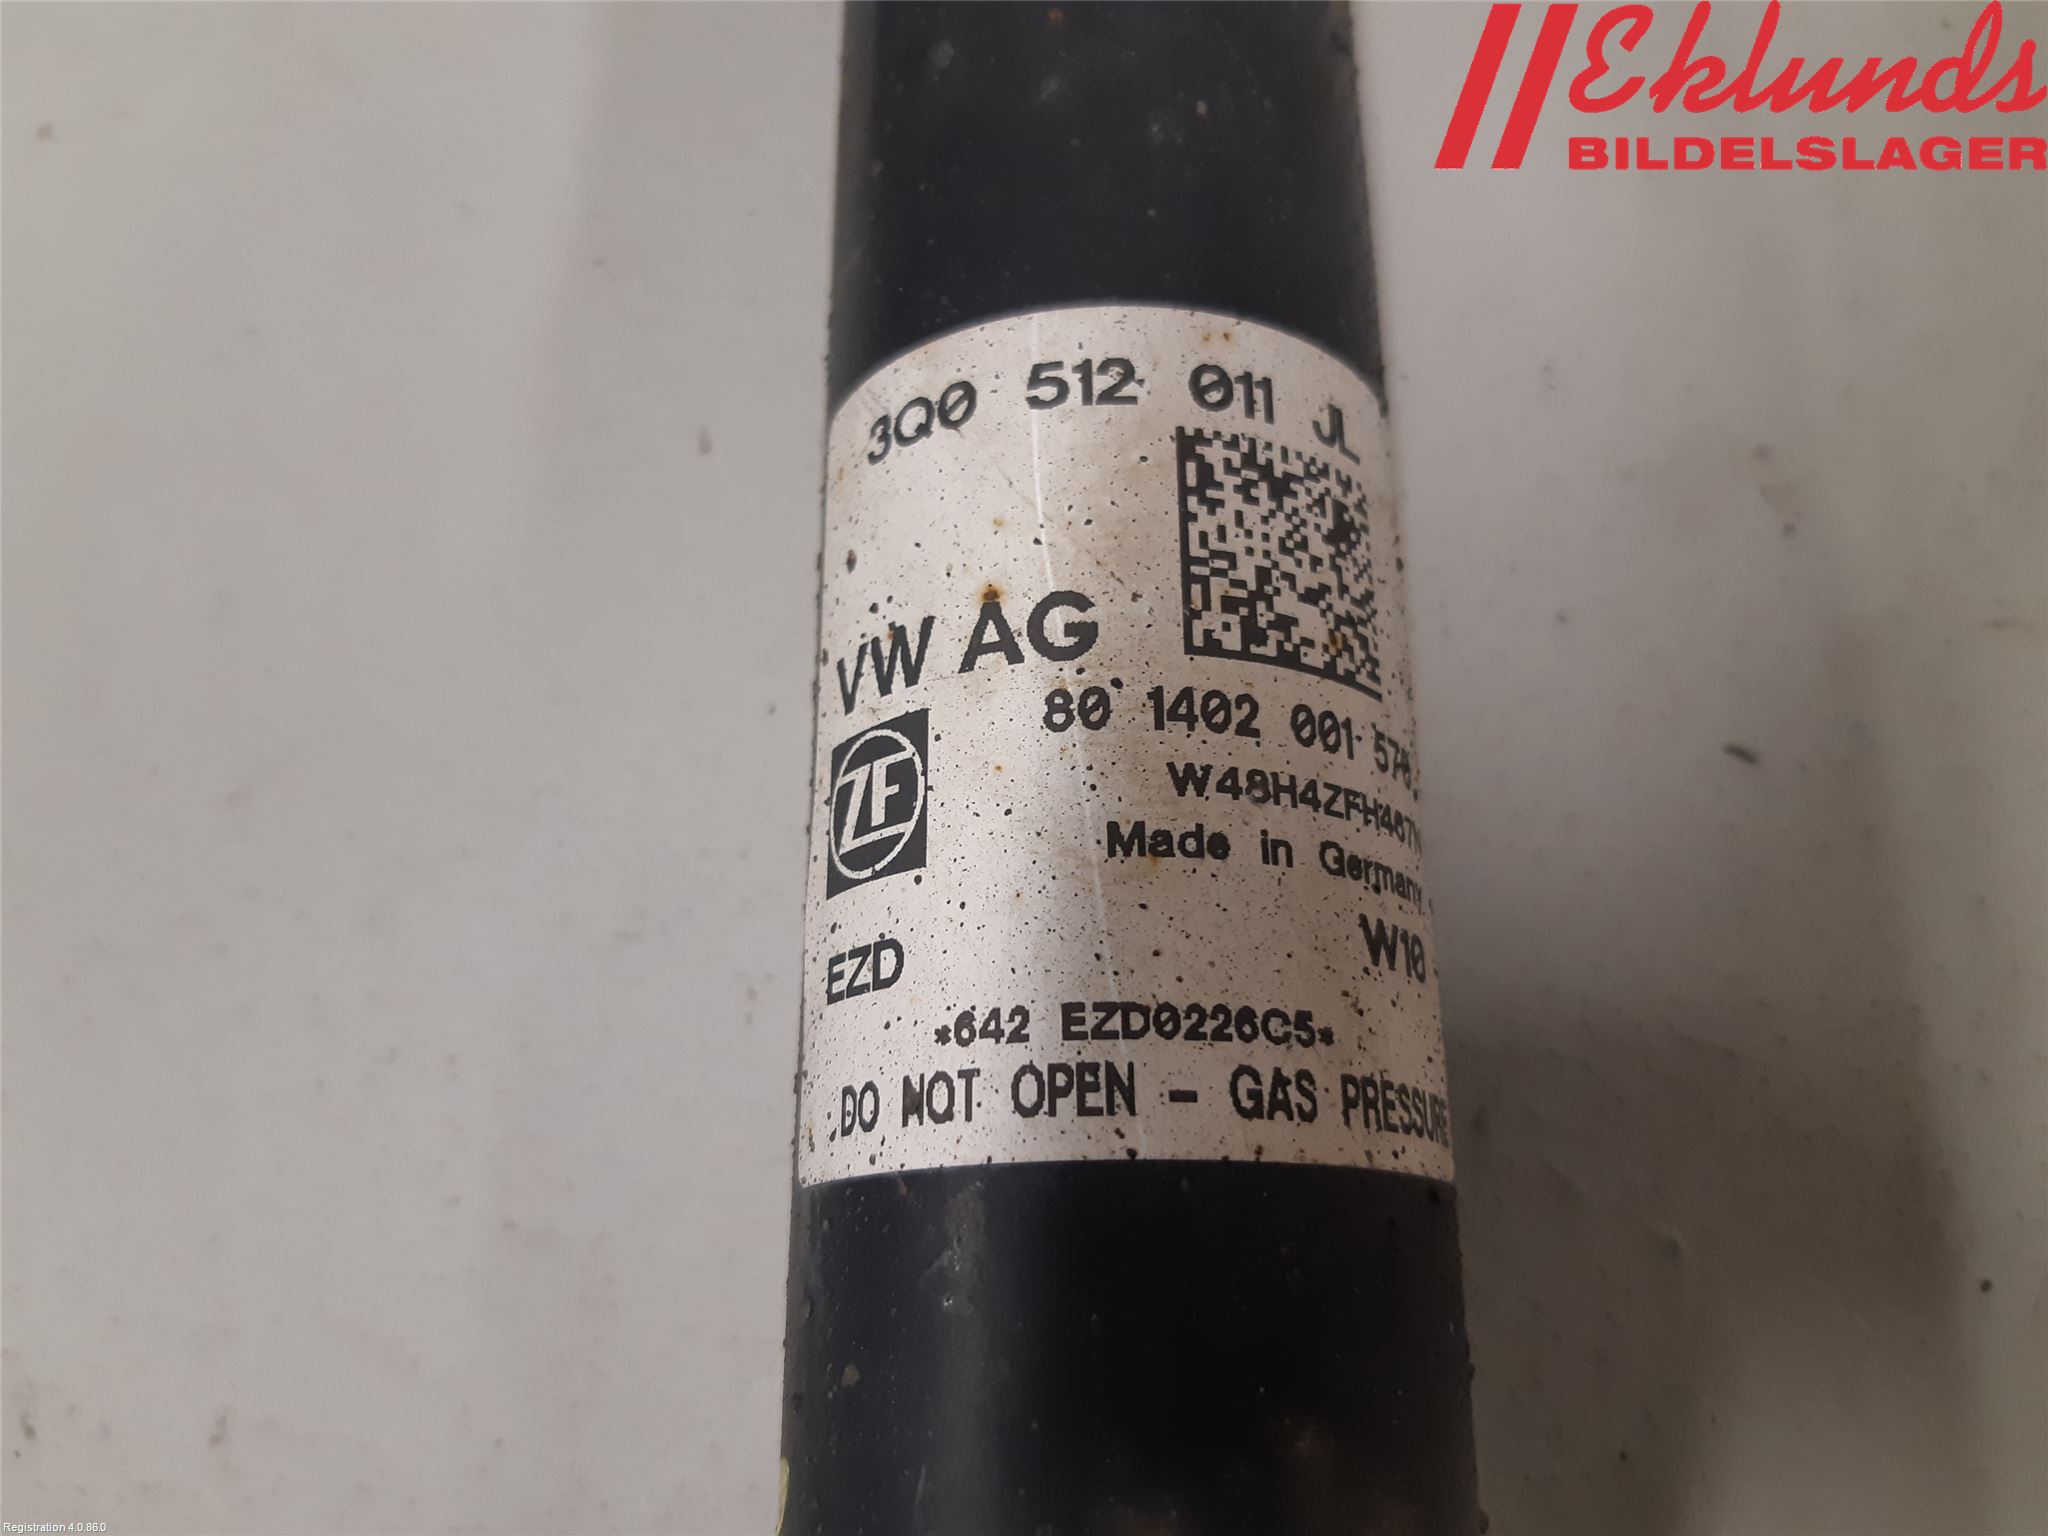 Eklunds
BILDELSLAGER
3Q0 512 011 JL
VW AG
80 1402 001
ZF
Made in Germany
EZD
W10
*642 EZD0226C5*
DO NOT OPEN - GAS PRESSURE
Registration 4.0.86.0